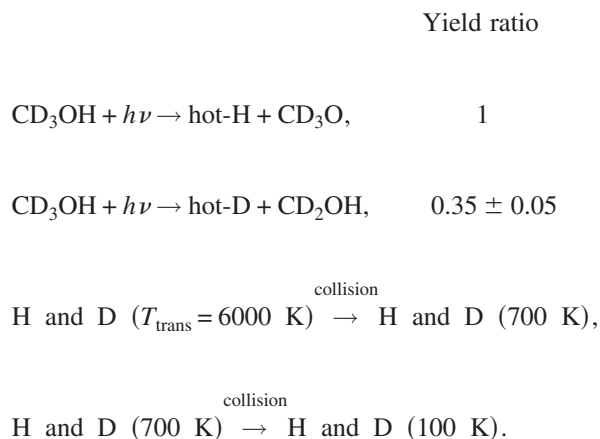 Yield ratio
CD₃OH + hν → hot-H + CD₃O, 1
CD₃OH + hν → hot-D + CD₂OH, 0.35 ± 0.05
collision
H and D (T_trans = 6000 K) → H and D (700 K),
collision
H and D (700 K) → H and D (100 K).